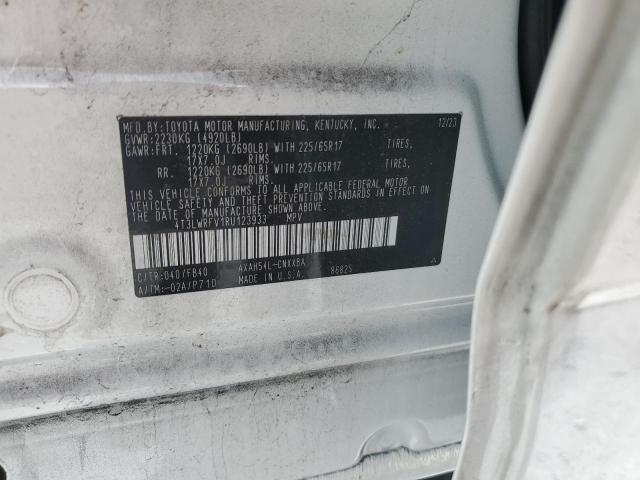 MFD.BY:TOYOTA MOTOR MANUFACTURING, KENTUCKY, INC. 12/23
GVWR:2230KG (4920LB)
GAWR:FRT. 1220KG (2690LB) WITH 225/65R17 TIRES,
17X7.0J RIMS.
RR. 1220KG (2690LB) WITH 225/65R17 TIRES,
17X7.0J RIMS.
THIS VEHICLE CONFORMS TO ALL APPLICABLE FEDERAL MOTOR
VEHICLE SAFETY AND THEFT PREVENTION STANDARDS IN EFFECT
ON THE DATE OF MANUFACTURE SHOWN ABOVE.
4T3LWRFV1RU123933 MPV
C/TR:040/FB40 AXAH54L-CNXXBA 86825
A/TM:-02A/P710 MADE IN U.S.A.